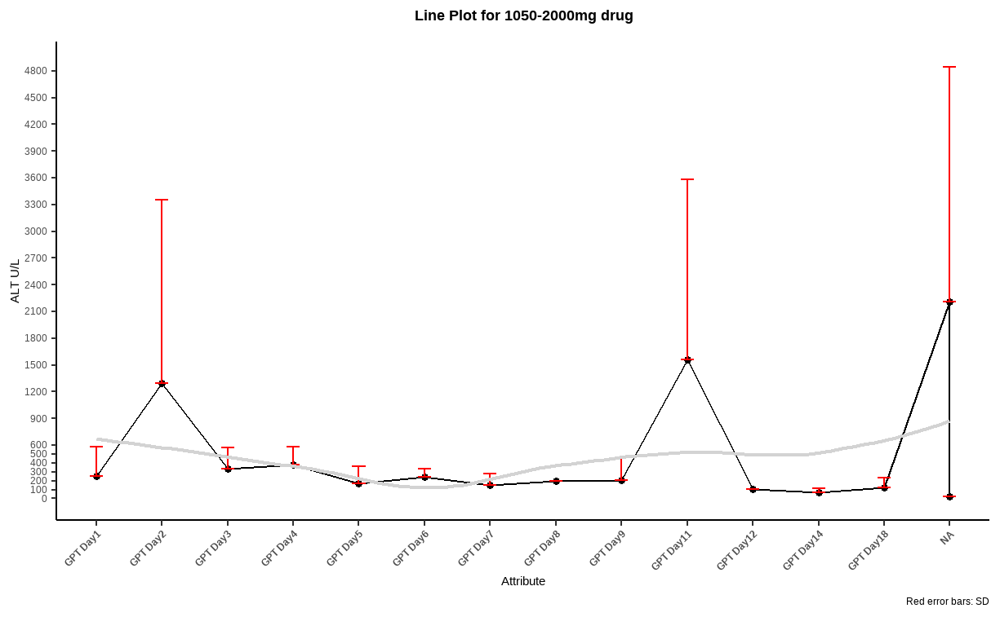 Line Plot for 1050-2000mg drug
ALT U/L
4800
4500
4200
3900
3600
3300
3000
2700
2400
2100
1800
1500
1200
900
600
500
400
300
200
100
0
GPT Day1
GPT Day2
GPT Day3
GPT Day4
GPT Day5
GPT Day6
GPT Day7
GPT Day8
GPT Day9
GPT Day11
GPT Day12
GPT Day14
GPT Day18
NA
Attribute
Red error bars: SD